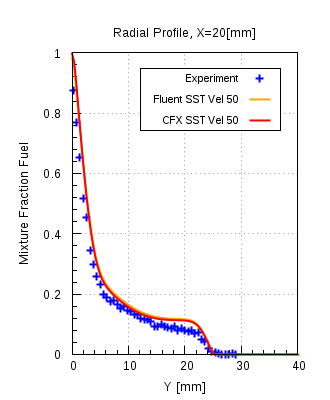 Radial Profile, X=20[mm]
Experiment
Fluent SST Vel 50
CFX SST Vel 50
Mixture Fraction Fuel
1
0.8
0.6
0.4
0.2
0
0 10 20 30 40
Y [mm]